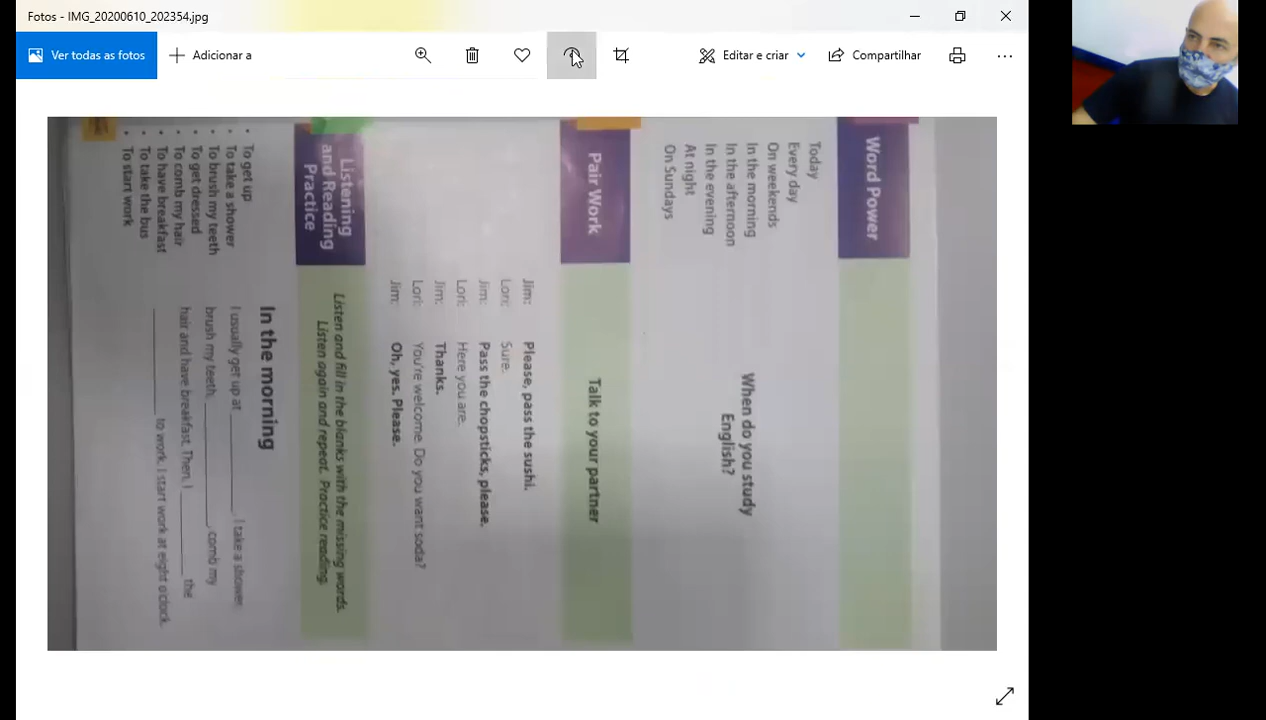 Fotos - IMG_20200610_202354.jpg
Ver todas as fotos
Adicionar a
Editar e criar
Compartilhar
Word Power
Today
Every day
On weekends
In the morning
In the afternoon
In the evening
At night
On Sundays
When do you study
English?
Pair Work
Talk to your partner
Jim: Please, pass the sushi.
Lori: Sure.
Jim: Pass the chopsticks, please.
Lori: Here you are.
Jim: Thanks.
Lori: You're welcome. Do you want soda?
Jim: Oh, yes. Please.
Listening
and Reading
Practice
Listen and fill in the blanks with the missing words.
Listen again and repeat. Practice reading.
• To get up
• To take a shower
• To brush my teeth
• To get dressed
• To comb my hair
• To have breakfast
• To take the bus
• To start work
In the morning
I usually get up at ________. I take a shower,
brush my teeth, ________, comb my
hair and have breakfast. Then, I ________ the
________ to work. I start work at eight o'clock.